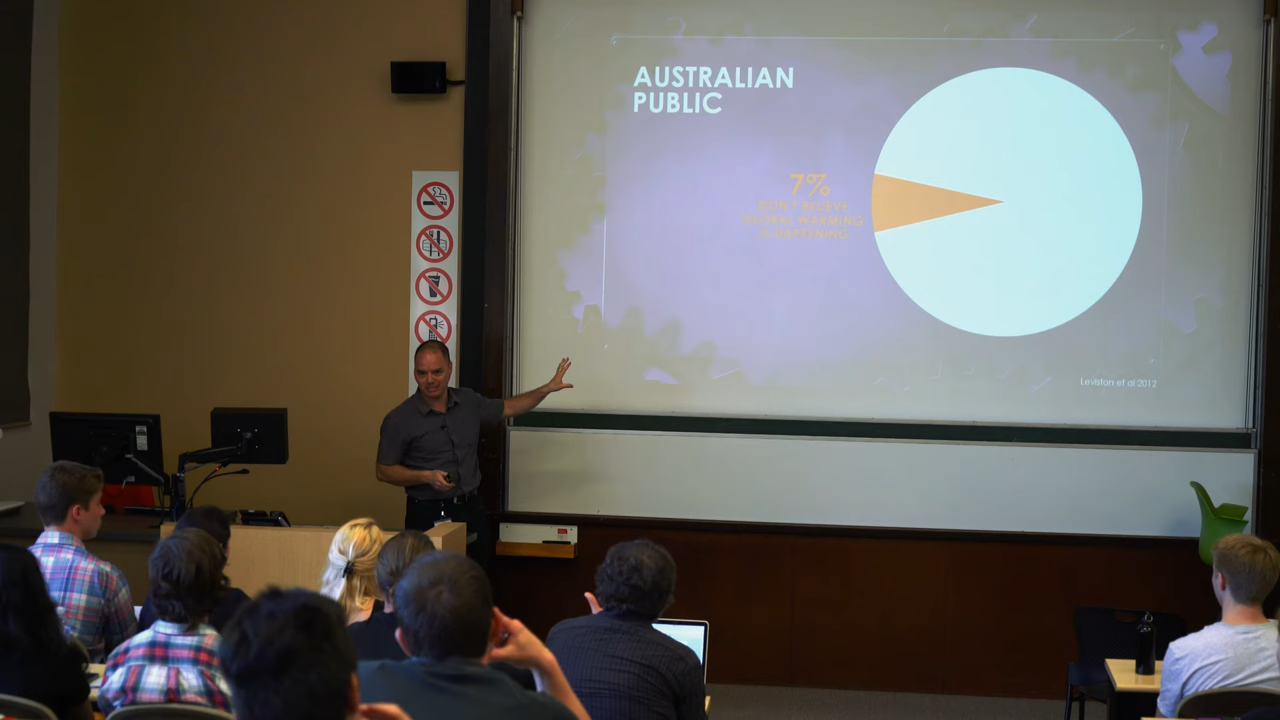 AUSTRALIAN
PUBLIC
7%
DON'T BELIEVE
GLOBAL WARMING
IS HAPPENING
Leviston et al 2012